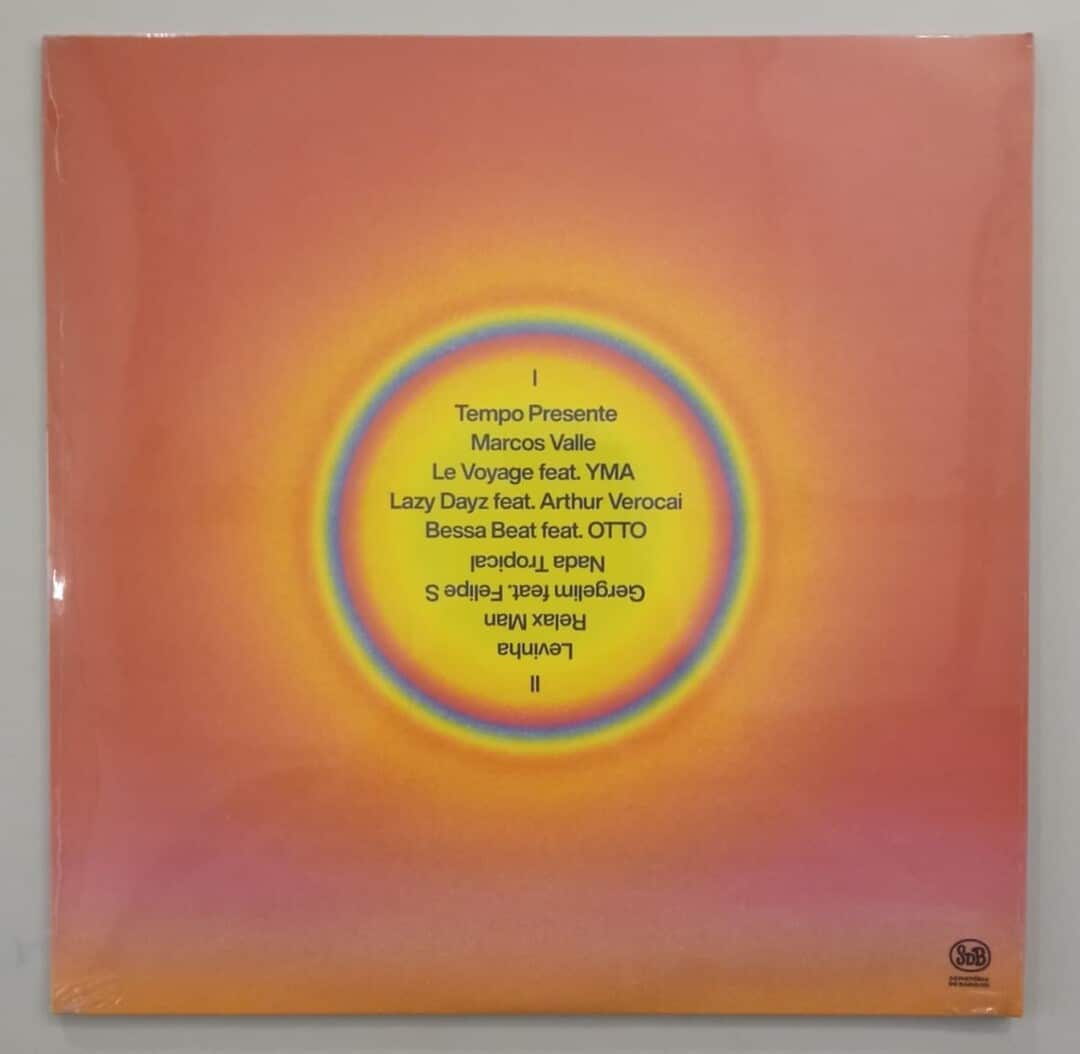 I
Tempo Presente
Marcos Valle
Le Voyage feat. YMA
Lazy Dayz feat. Arthur Verocai
Bessa Beat feat. OTTO
II
Levinha
Relax Man
Gergelim feat. Felipe S
Nada Tropical
SDB